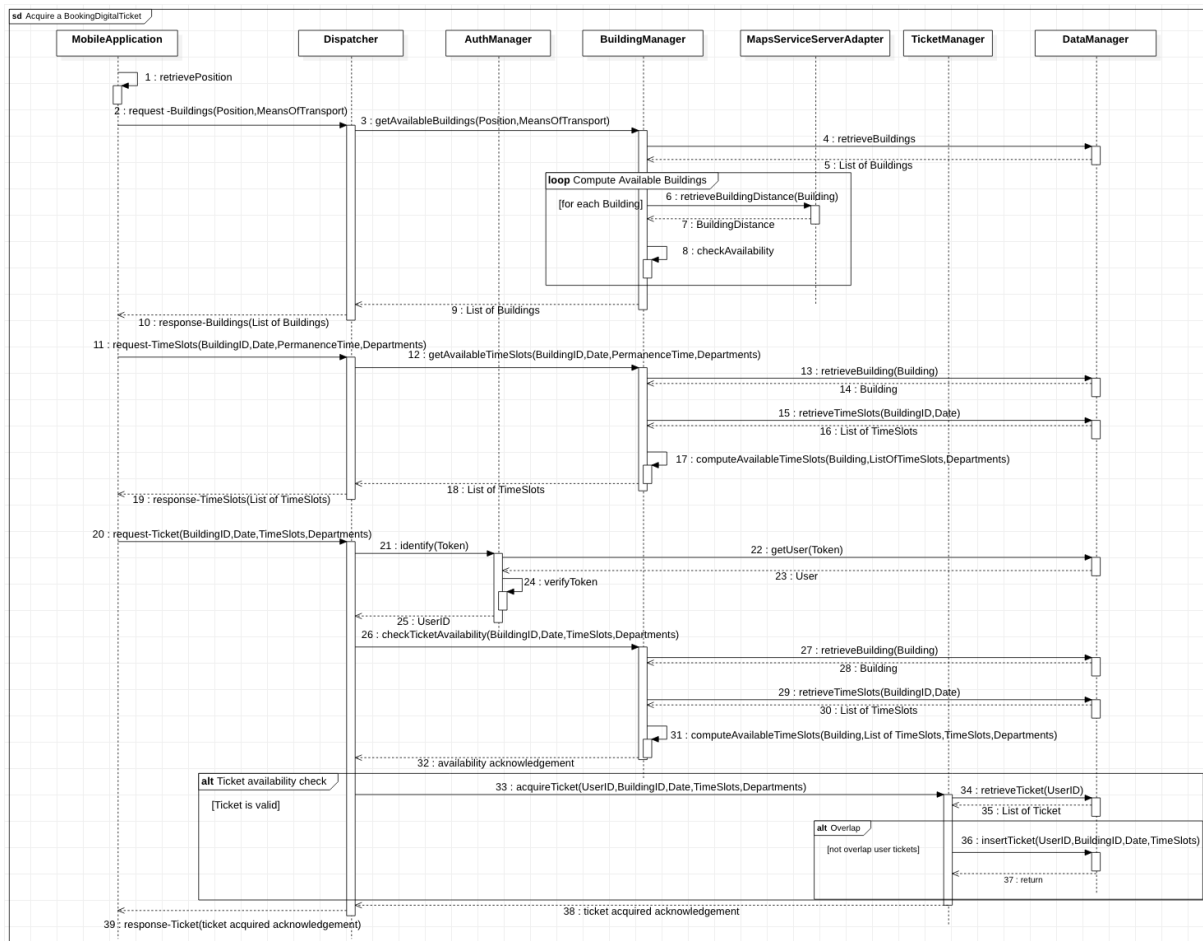 sd Acquire a BookingDigitalTicket
MobileApplication
Dispatcher
AuthManager
BuildingManager
MapsServiceServerAdapter
TicketManager
DataManager
1 : retrievePosition
2 : request -Buildings(Position,MeansOfTransport)
3 : getAvailableBuildings(Position,MeansOfTransport)
4 : retrieveBuildings
5 : List of Buildings
loop Compute Available Buildings
[for each Building]
6 : retrieveBuildingDistance(Building)
7 : BuildingDistance
8 : checkAvailability
9 : List of Buildings
10 : response-Buildings(List of Buildings)
11 : request-TimeSlots(BuildingID,Date,PermanenceTime,Departments)
12 : getAvailableTimeSlots(BuildingID,Date,PermanenceTime,Departments)
13 : retrieveBuilding(Building)
14 : Building
15 : retrieveTimeSlots(BuildingID,Date)
16 : List of TimeSlots
17 : computeAvailableTimeSlots(Building,ListOfTimeSlots,Departments)
18 : List of TimeSlots
19 : response-TimeSlots(List of TimeSlots)
20 : request-Ticket(BuildingID,Date,TimeSlots,Departments)
21 : identify(Token)
22 : getUser(Token)
23 : User
24 : verifyToken
25 : UserID
26 : checkTicketAvailability(BuildingID,Date,TimeSlots,Departments)
27 : retrieveBuilding(Building)
28 : Building
29 : retrieveTimeSlots(BuildingID,Date)
30 : List of TimeSlots
31 : computeAvailableTimeSlots(Building,List of TimeSlots,TimeSlots,Departments)
32 : availability acknowledgement
alt Ticket availability check
[Ticket is valid]
33 : acquireTicket(UserID,BuildingID,Date,TimeSlots,Departments)
34 : retrieveTicket(UserID)
35 : List of Ticket
alt Overlap
[not overlap user tickets]
36 : insertTicket(UserID,BuildingID,Date,TimeSlots)
37 : return
38 : ticket acquired acknowledgement
39 : response-Ticket(ticket acquired acknowledgement)